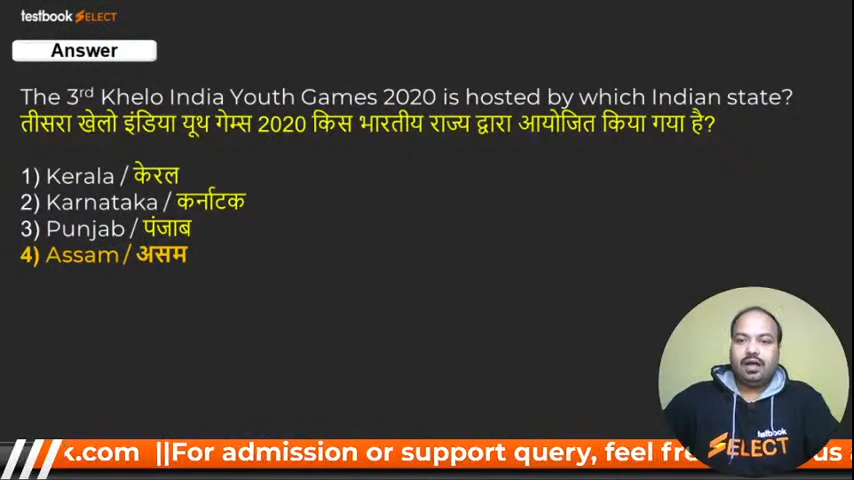 testbook SELECT
Answer
The 3rd Khelo India Youth Games 2020 is hosted by which Indian state?
तीसरा खेलो इंडिया यूथ गेम्स 2020 किस भारतीय राज्य द्वारा आयोजित किया गया है?
1) Kerala / केरल
2) Karnataka / कर्नाटक
3) Punjab / पंजाब
4) Assam / असम
testbook
SELECT
k.com ||For admission or support query, feel